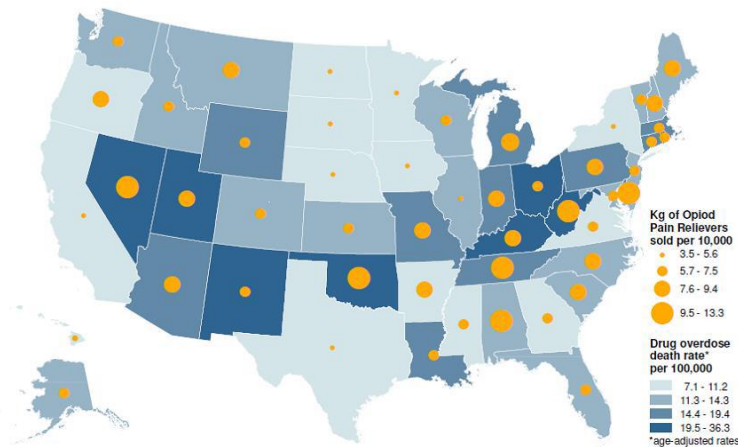 Kg of Opiod
Pain Relievers
sold per 10,000
3.5 - 5.6
5.7 - 7.5
7.6 - 9.4
9.5 - 13.3
Drug overdose
death rate*
per 100,000
7.1 - 11.2
11.3 - 14.3
14.4 - 19.4
19.5 - 36.3
*age-adjusted rates